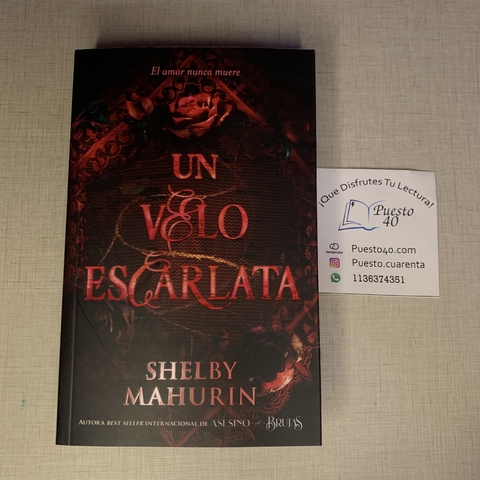 El amor nunca muere
UN
VELO
ESCARLATA
SHELBY
MAHURIN
AUTORA BEST SELLER INTERNACIONAL DE ASESINO DE BRUJAS
¡Que Disfrutes Tu Lectura!
Puesto
40
Puesto40.com
Puesto.cuarenta
1136374351